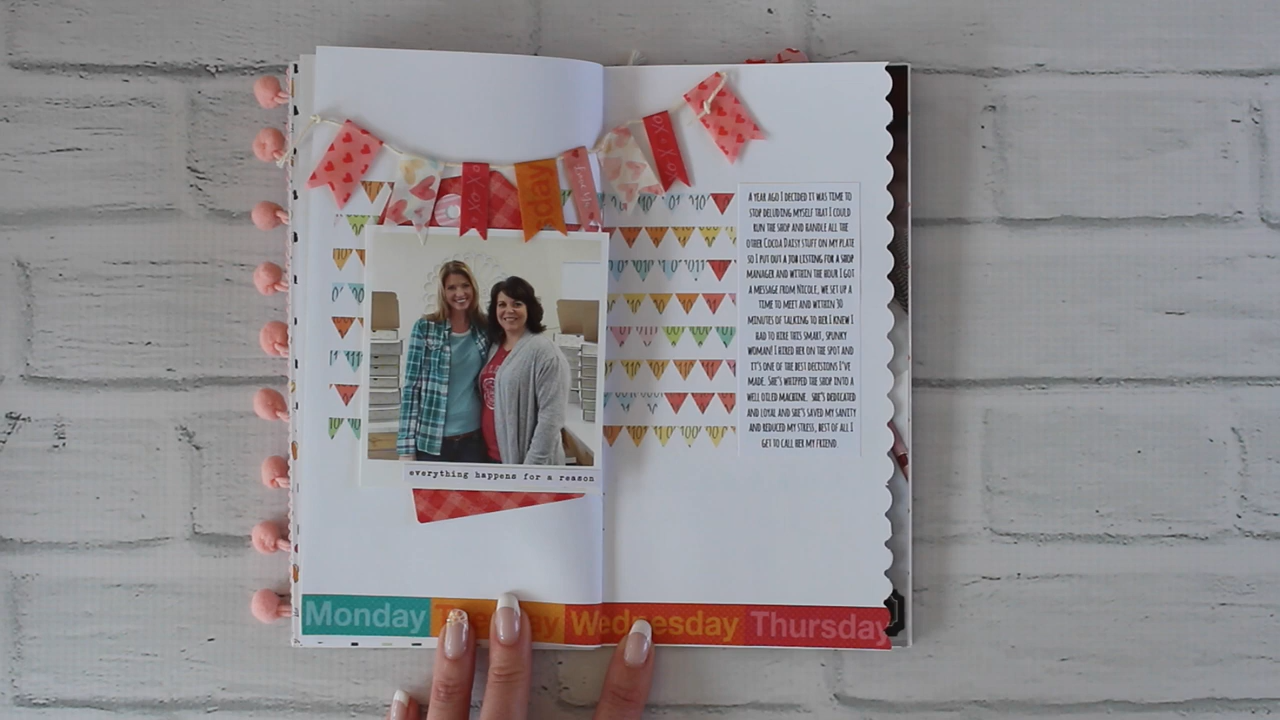 XOXO
sday
love you
XOXO
A YEAR AGO I DECIDED IT WAS TIME TO
STOP DELUDING MYSELF THAT I COULD
RUN THE SHOP AND HANDLE ALL THE
OTHER COCOA DAISY STUFF ON MY PLATE
SO I PUT OUT A JOB LISTING FOR A SHOP
MANAGER AND WITHIN THE HOUR I GOT
A MESSAGE FROM NICOLE, WE SET UP A
TIME TO MEET AND WITHIN 30
MINUTES OF TALKING TO HER I KNEW I
HAD TO HIRE THIS SMART, SPUNKY
WOMAN! I HIRED HER ON THE SPOT AND
IT'S ONE OF THE BEST DECISIONS I'VE
MADE. SHE'S WHIPPED THE SHOP INTO A
WELL OILED MACHINE. SHE'S DEDICATED
AND LOYAL AND SHE'S SAVED MY SANITY
AND REDUCED MY STRESS, BEST OF ALL I
GET TO CALL HER MY FRIEND.
everything happens for a reason
Monday Tuesday Wednesday Thursday